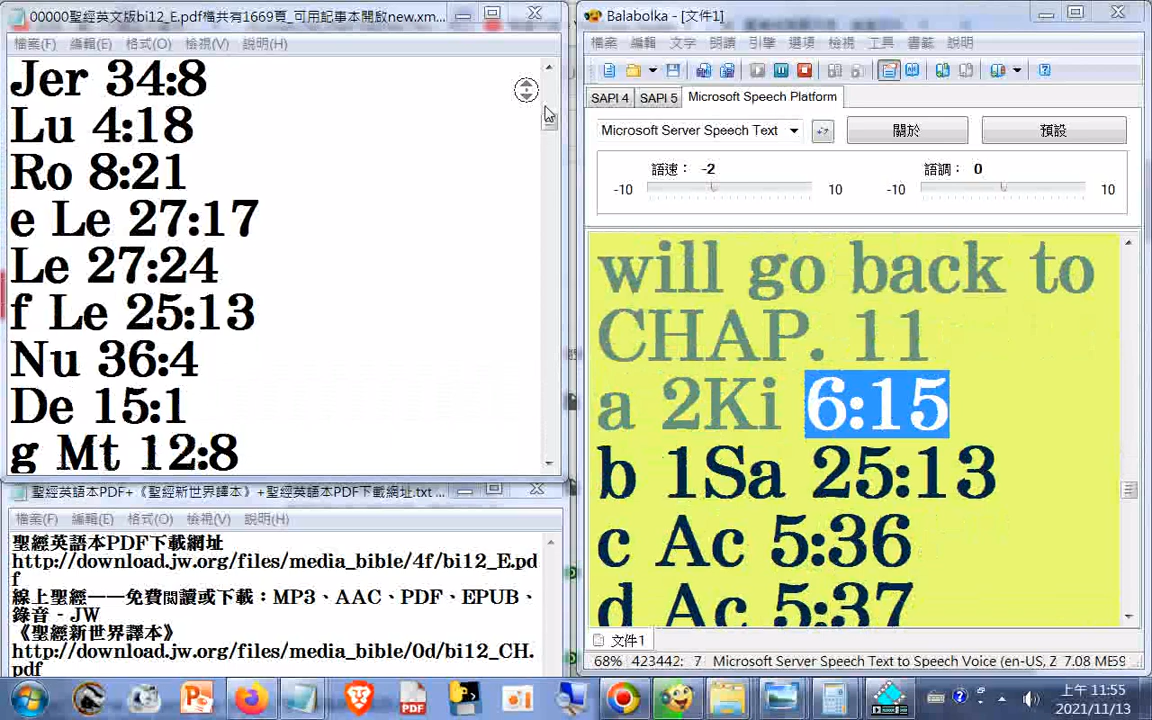 00000聖經英文版bi12_E.pdf檔共有1669頁_可用記事本開啟new.xm...
檔案(F) 編輯(E) 格式(O) 檢視(V) 說明(H)
Jer 34:8
Lu 4:18
Ro 8:21
e Le 27:17
Le 27:24
f Le 25:13
Nu 36:4
De 15:1
g Mt 12:8
聖經英語本PDF+《聖經新世界譯本》+聖經英語本PDF下載網址.txt ...
檔案(F) 編輯(E) 格式(O) 檢視(V) 說明(H)
聖經英語本PDF下載網址
http://download.jw.org/files/media_bible/4f/bi12_E.pd
f
線上聖經——免費閱讀或下載：MP3、AAC、PDF、EPUB、
錄音 - JW
《聖經新世界譯本》
http://download.jw.org/files/media_bible/0d/bi12_CH.
pdf
Balabolka - [文件1]
檔案 編輯 文字 朗讀 引擎 選項 檢視 工具 書籤 說明
SAPI 4 SAPI 5 Microsoft Speech Platform
Microsoft Server Speech Text 關於 預設
語速： -2 語調： 0
-10 10 -10 10
will go back to
CHAP. 11
a 2Ki 6:15
b 1Sa 25:13
c Ac 5:36
d Ac 5:37
文件1
68% 423442: 7 Microsoft Server Speech Text to Speech Voice (en-US, Z 7.08 ME59
PDF
上午 11:55
2021/11/13